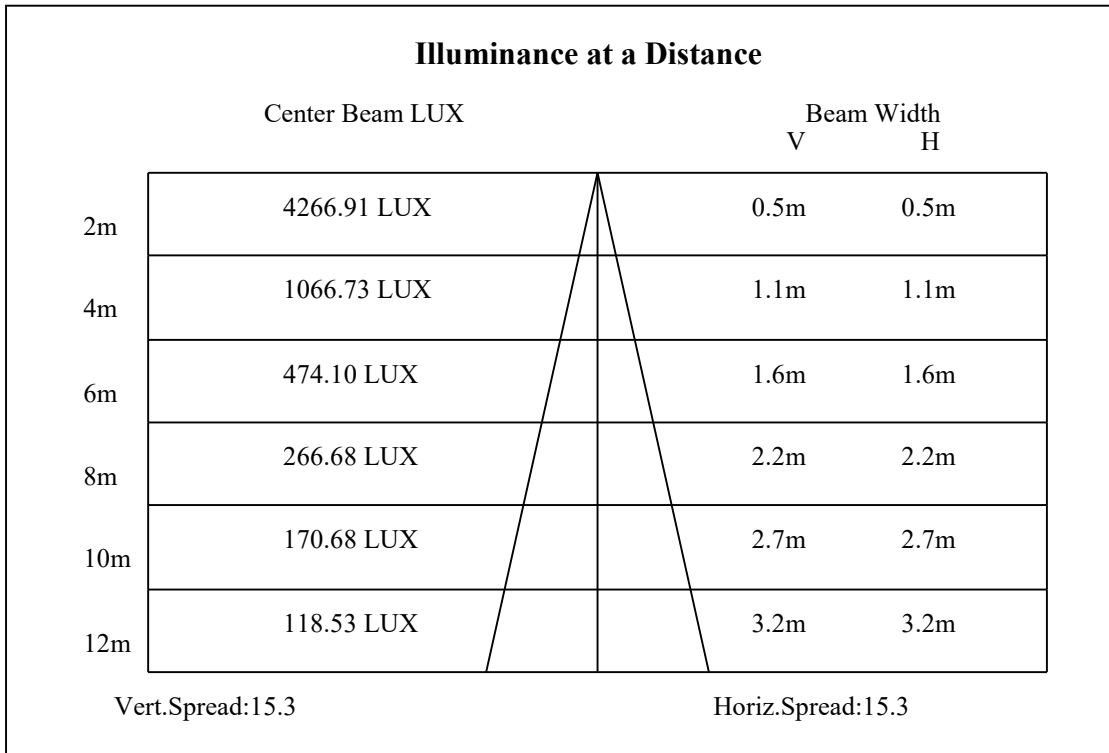 Illuminance at a Distance
Center Beam LUX Beam Width
V H
2m 4266.91 LUX 0.5m 0.5m
4m 1066.73 LUX 1.1m 1.1m
6m 474.10 LUX 1.6m 1.6m
8m 266.68 LUX 2.2m 2.2m
10m 170.68 LUX 2.7m 2.7m
12m 118.53 LUX 3.2m 3.2m
Vert.Spread:15.3 Horiz.Spread:15.3